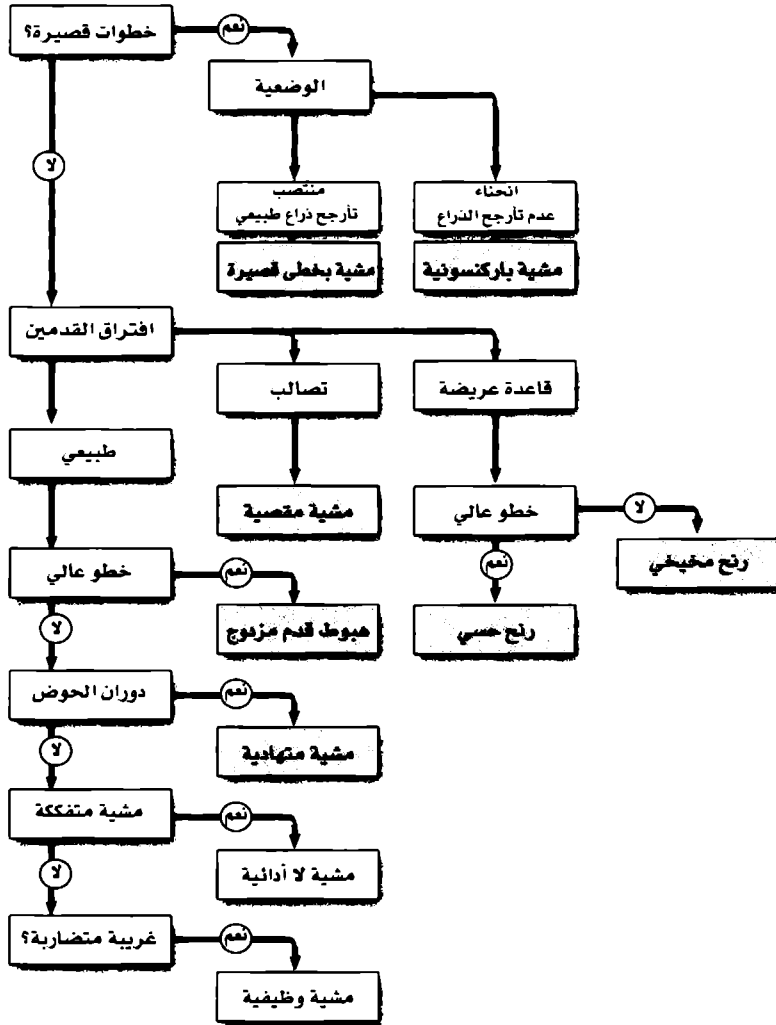 خطوات قصيرة؟
نعم
الوضعية
لا
منتصب
تأرجح ذراع طبيعي
انحناء
عدم تأرجح الذراع
مشية بخطى قصيرة
مشية باركنسونية
افتراق القدمين
تصالب
قاعدة عريضة
طبيعي
مشية مقصية
خطو عالي
لا
رنح مخيخي
نعم
رنح حسي
خطو عالي
نعم
هبوط قدم مزدوج
لا
دوران الحوض
نعم
مشية متهادية
لا
مشية متفككة
نعم
مشية لا أدائية
لا
غريبة متضاربة؟
نعم
مشية وظيفية